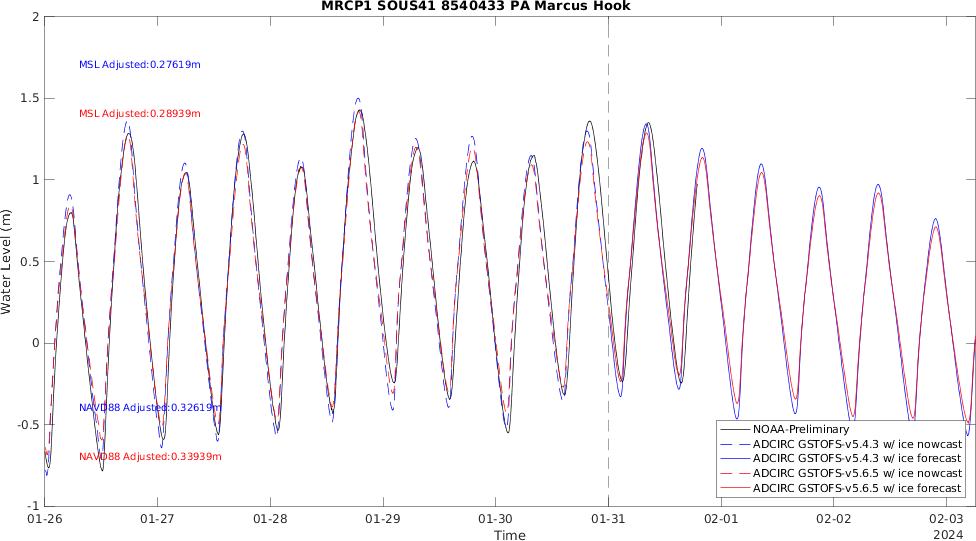 MRCP1 SOUS41 8540433 PA Marcus Hook
2
1.5
1
0.5
0
-0.5
-1
Water Level (m)
MSL Adjusted:0.27619m
MSL Adjusted:0.28939m
NAVD88 Adjusted:0.32619m
NAVD88 Adjusted:0.33939m
NOAA-Preliminary
ADCIRC GSTOFS-v5.4.3 w/ ice nowcast
ADCIRC GSTOFS-v5.4.3 w/ ice forecast
ADCIRC GSTOFS-v5.6.5 w/ ice nowcast
ADCIRC GSTOFS-v5.6.5 w/ ice forecast
01-26 01-27 01-28 01-29 01-30 01-31 02-01 02-02 02-03
Time
2024